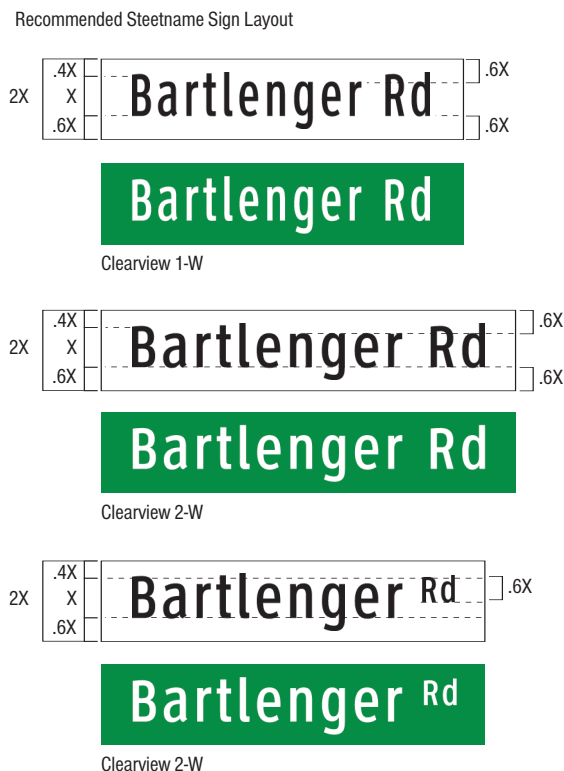 Recommended Steetname Sign Layout
.4X
2X X Bartlenger Rd .6X
.6X .6X
Bartlenger Rd
Clearview 1-W
.4X .6X
2X X Bartlenger Rd
.6X .6X
Bartlenger Rd
Clearview 2-W
.4X
2X X Bartlenger Rd .6X
.6X
Bartlenger Rd
Clearview 2-W